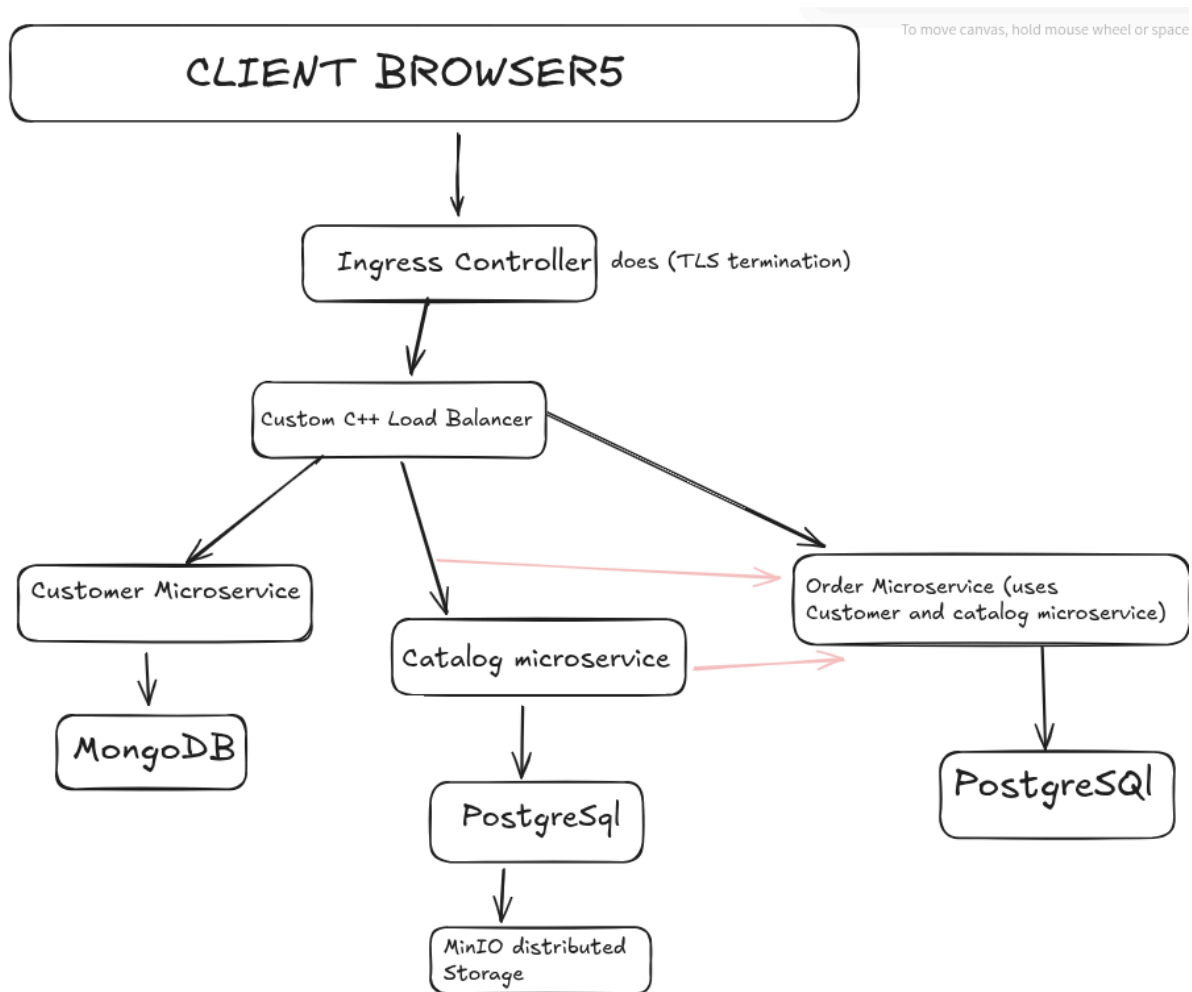 To move canvas, hold mouse wheel or space
CLIENT BROWSER5
Ingress Controller
does (TLS termination)
Custom C++ Load Balancer
Customer Microservice
Order Microservice (uses
Customer and catalog microservice)
Catalog microservice
MongoDB
PostgreSql
PostgreSQl
MinIO distributed
Storage